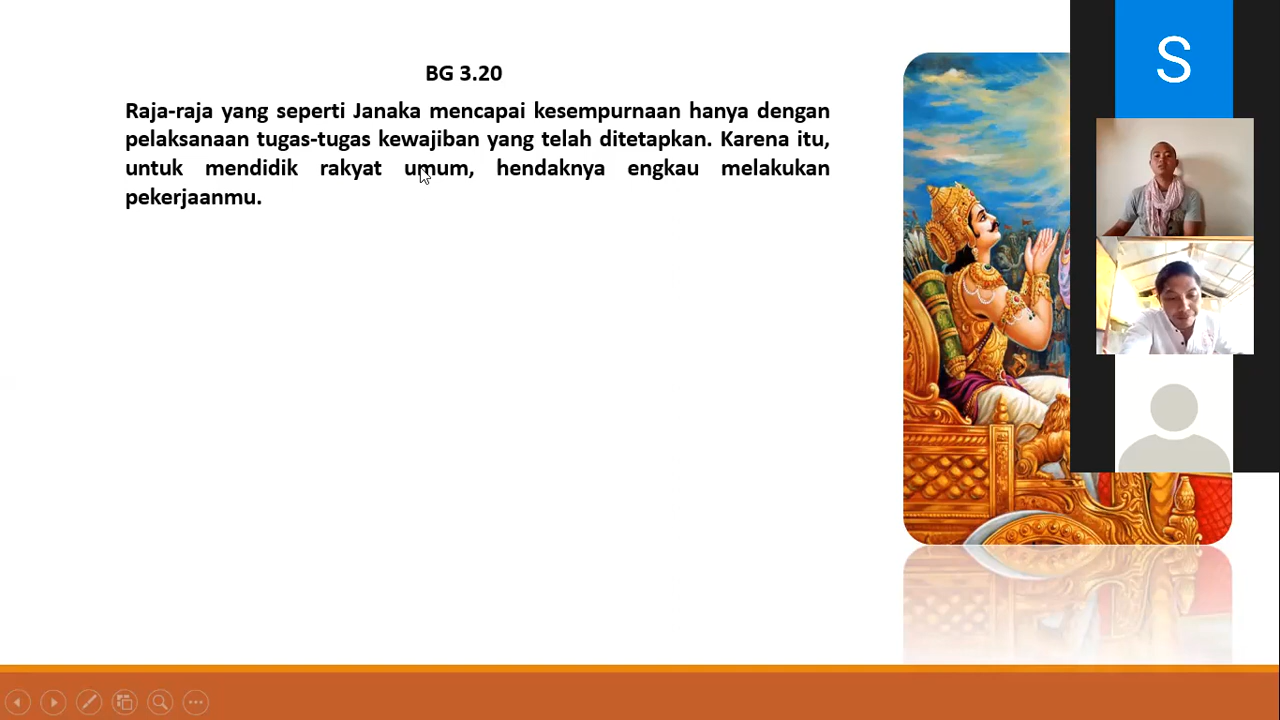 BG 3.20
Raja-raja yang seperti Janaka mencapai kesempurnaan hanya dengan
pelaksanaan tugas-tugas kewajiban yang telah ditetapkan. Karena itu,
untuk mendidik rakyat umum, hendaknya engkau melakukan
pekerjaanmu.
S